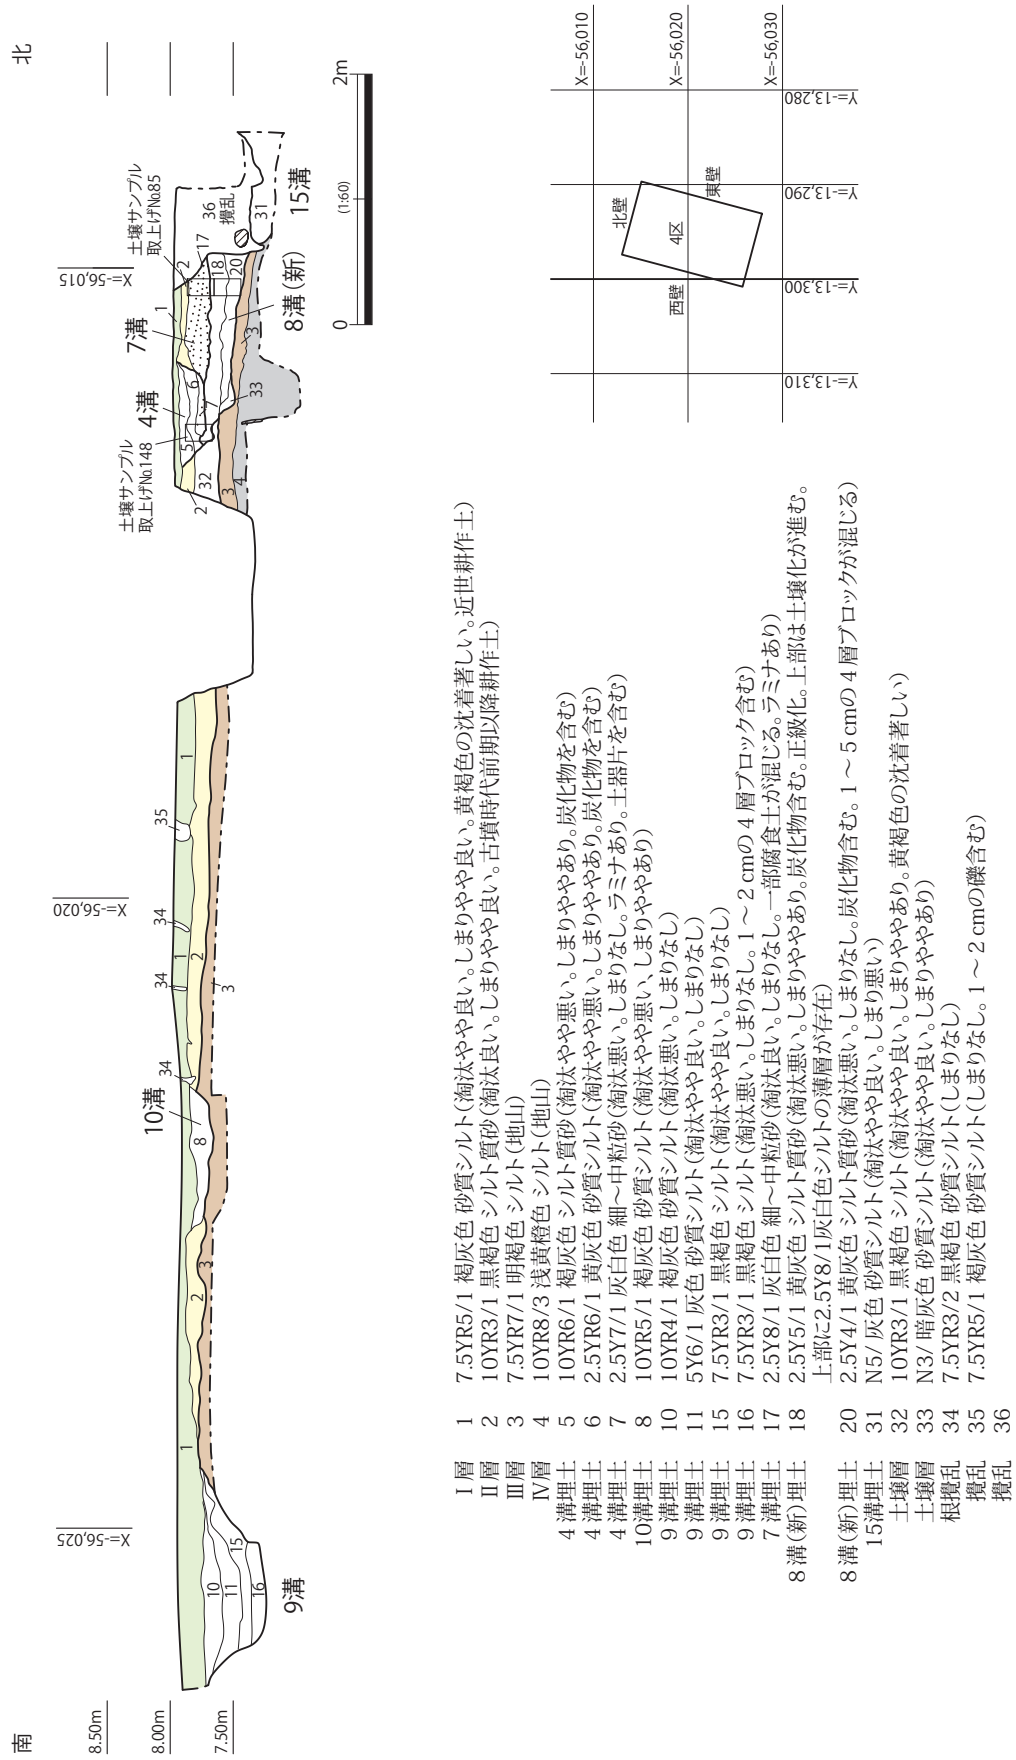 南
北
8.50m
8.00m
7.50m
X=-56,025
X=-56,020
X=-56,015
9溝
10溝
4溝
7溝
8溝（新）
15溝
土壌サンプル
取上げ№148
土壌サンプル
取上げ№85
1
10
11
15
16
2
3
1
8
34
34
34
35
1
2
3
1
2
32
3
4
5
6
7
33
3
1
2
17
18
20
36
攪乱
31
0
(1:60)
2m
X=-56,010
X=-56,020
X=-56,030
Y=-13,280
Y=-13,290
Y=-13,300
Y=-13,310
北壁
東壁
西壁
4区
Ⅰ層 1 7.5YR5/1 褐灰色 砂質シルト（淘汰やや良い。しまりやや良い。黄褐色の沈着著しい。近世耕作土）
Ⅱ層 2 10YR3/1 黒褐色 シルト質砂（淘汰良い。しまりやや良い。古墳時代前期以降耕作土）
Ⅲ層 3 7.5YR7/1 明褐色 シルト（地山）
Ⅳ層 4 10YR8/3 浅黄橙色 シルト（地山）
4溝埋土 5 10YR6/1 褐灰色 シルト質砂（淘汰やや悪い。しまりややあり。炭化物を含む）
4溝埋土 6 2.5YR6/1 黄灰色 砂質シルト（淘汰やや悪い。しまりややあり。炭化物を含む）
4溝埋土 7 2.5Y7/1 灰白色 細～中粒砂（淘汰悪い。しまりなし。ラミナあり。土器片を含む）
10溝埋土 8 10YR5/1 褐灰色 砂質シルト（淘汰やや悪い、しまりややあり）
9溝埋土 10 10YR4/1 褐灰色 砂質シルト（淘汰悪い。しまりなし）
9溝埋土 11 5Y6/1 灰色 砂質シルト（淘汰やや良い。しまりなし）
9溝埋土 15 7.5YR3/1 黒褐色 シルト（淘汰やや良い。しまりなし）
9溝埋土 16 7.5YR3/1 黒褐色 シルト（淘汰悪い。しまりなし。1～2cmの4層ブロック含む）
7溝埋土 17 2.5Y8/1 灰白色 細～中粒砂（淘汰良い。しまりなし。一部腐食土が混じる。ラミナあり）
8溝（新）埋土 18 2.5Y5/1 黄灰色 シルト質砂（淘汰悪い。しまりややあり。炭化物含む。正級化。上部は土壌化が進む。
上部に2.5Y8/1灰白色シルトの薄層が存在）
8溝（新）埋土 20 2.5Y4/1 黄灰色 シルト質砂（淘汰悪い。しまりなし。炭化物含む。1～5cmの4層ブロックが混じる）
15溝埋土 31 N5/ 灰色 砂質シルト（淘汰やや良い。しまり悪い）
土壌層 32 10YR3/1 黒褐色 シルト（淘汰やや良い。しまりややあり。黄褐色の沈着著しい）
土壌層 33 N3/ 暗灰色 砂質シルト（淘汰やや良い。しまりややあり）
根攪乱 34 7.5YR3/2 黒褐色 砂質シルト（しまりなし）
攪乱 35 7.5YR5/1 褐灰色 砂質シルト（しまりなし。1～2cmの礫含む）
攪乱 36